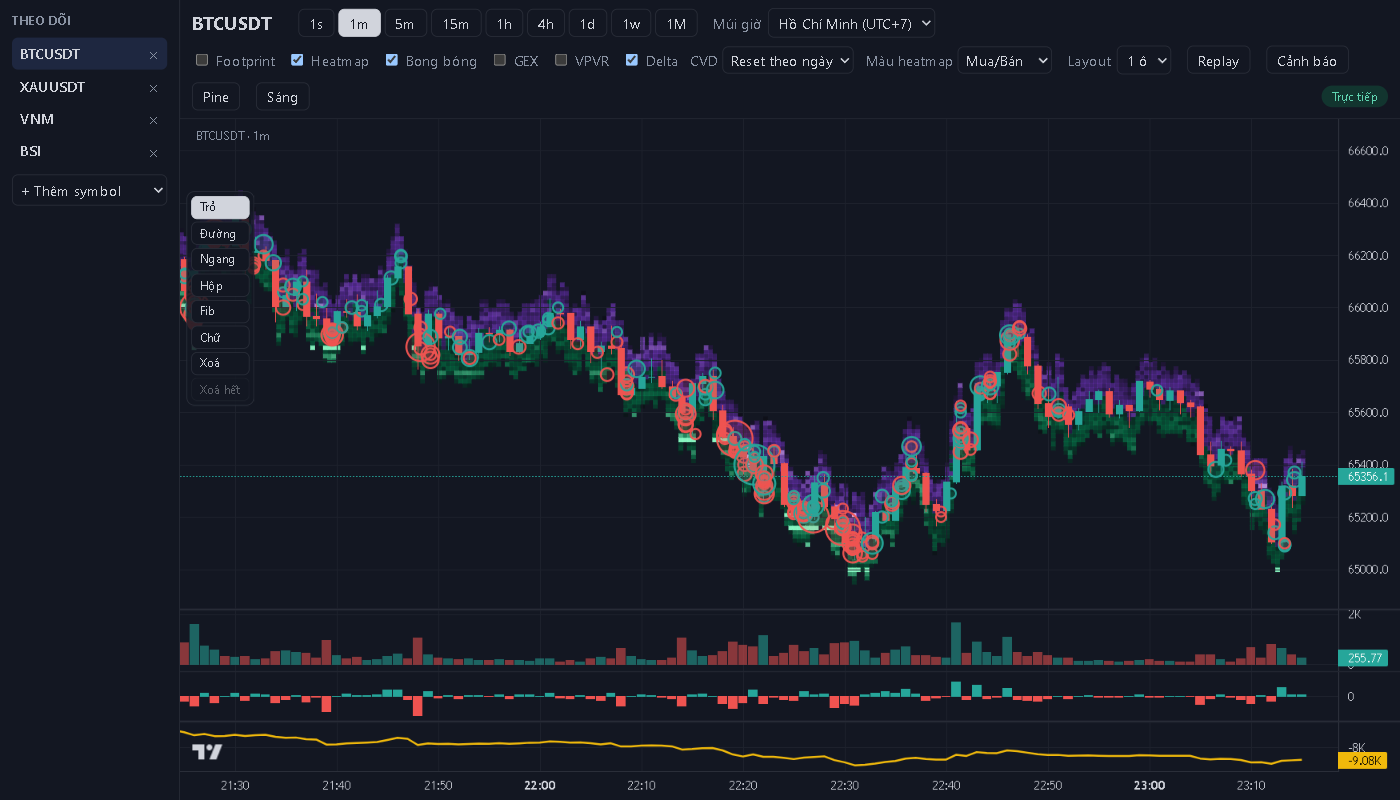 THEO DÕI
BTCUSDT ×
XAUUSDT ×
VNM ×
BSI ×
+ Thêm symbol
BTCUSDT 1s 1m 5m 15m 1h 4h 1d 1w 1M Múi giờ Hồ Chí Minh (UTC+7)
Footprint Heatmap Bong bóng GEX VPVR Delta CVD Reset theo ngày Màu heatmap Mua/Bán Layout 1 ô Replay Cảnh báo
Pine Sáng Trực tiếp
BTCUSDT · 1m
Trỏ
Đường
Ngang
Hộp
Fib
Chữ
Xoá
Xoá hết
66600.0
66400.0
66200.0
66000.0
65800.0
65600.0
65400.0
65356.1
65200.0
65000.0
2K
255.77
0
-8K
-9.08K
21:30 21:40 21:50 22:00 22:10 22:20 22:30 22:40 22:50 23:00 23:10